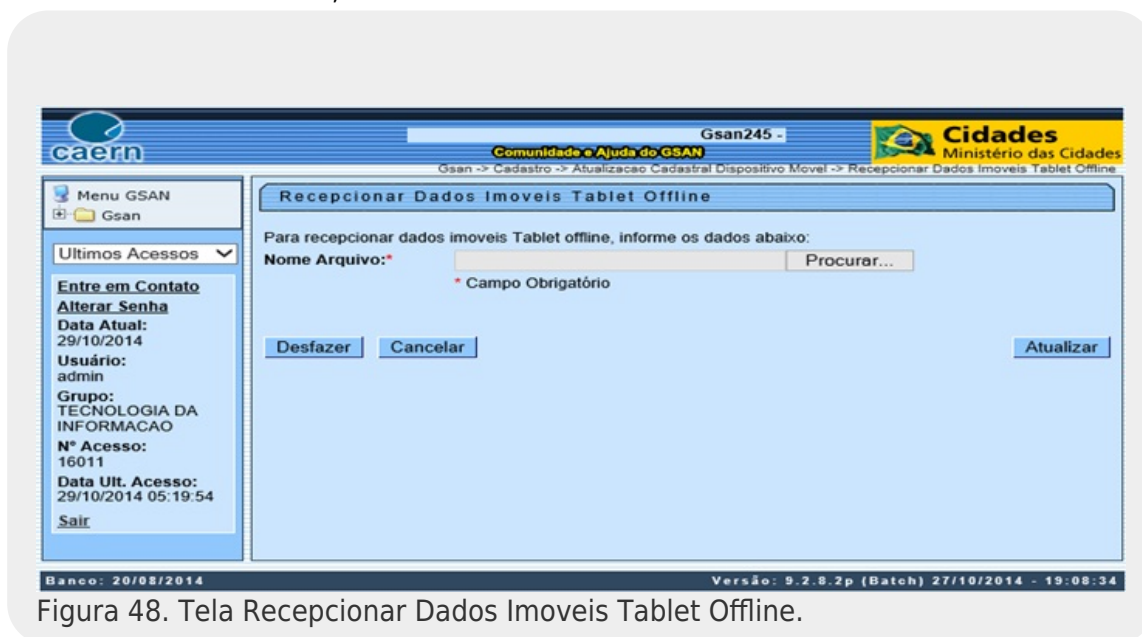 caern
Gsan245 -
Comunidade e Ajuda do GSAN
Cidades
Ministério das Cidades
Gsan -> Cadastro -> Atualizacao Cadastral Dispositivo Movel -> Recepcionar Dados Imoveis Tablet Offline
Menu GSAN
Gsan
Ultimos Acessos
Entre em Contato
Alterar Senha
Data Atual:
29/10/2014
Usuário:
admin
Grupo:
TECNOLOGIA DA
INFORMACAO
Nº Acesso:
16011
Data Ult. Acesso:
29/10/2014 05:19:54
Sair
Recepcionar Dados Imoveis Tablet Offline
Para recepcionar dados imoveis Tablet offline, informe os dados abaixo:
Nome Arquivo:* Procurar...
* Campo Obrigatório
Desfazer Cancelar Atualizar
Banco: 20/08/2014 Versão: 9.2.8.2p (Batch) 27/10/2014 - 19:08:34
Figura 48. Tela Recepcionar Dados Imoveis Tablet Offline.